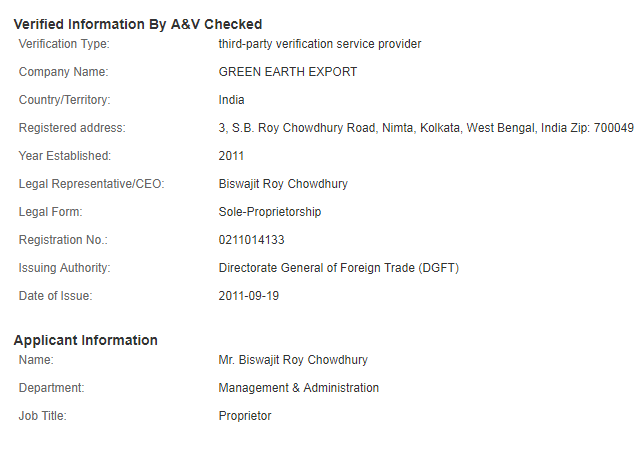 Verified Information By A&V Checked
Verification Type: third-party verification service provider
Company Name: GREEN EARTH EXPORT
Country/Territory: India
Registered address: 3, S.B. Roy Chowdhury Road, Nimta, Kolkata, West Bengal, India Zip: 700049
Year Established: 2011
Legal Representative/CEO: Biswajit Roy Chowdhury
Legal Form: Sole-Proprietorship
Registration No.: 0211014133
Issuing Authority: Directorate General of Foreign Trade (DGFT)
Date of Issue: 2011-09-19
Applicant Information
Name: Mr. Biswajit Roy Chowdhury
Department: Management & Administration
Job Title: Proprietor